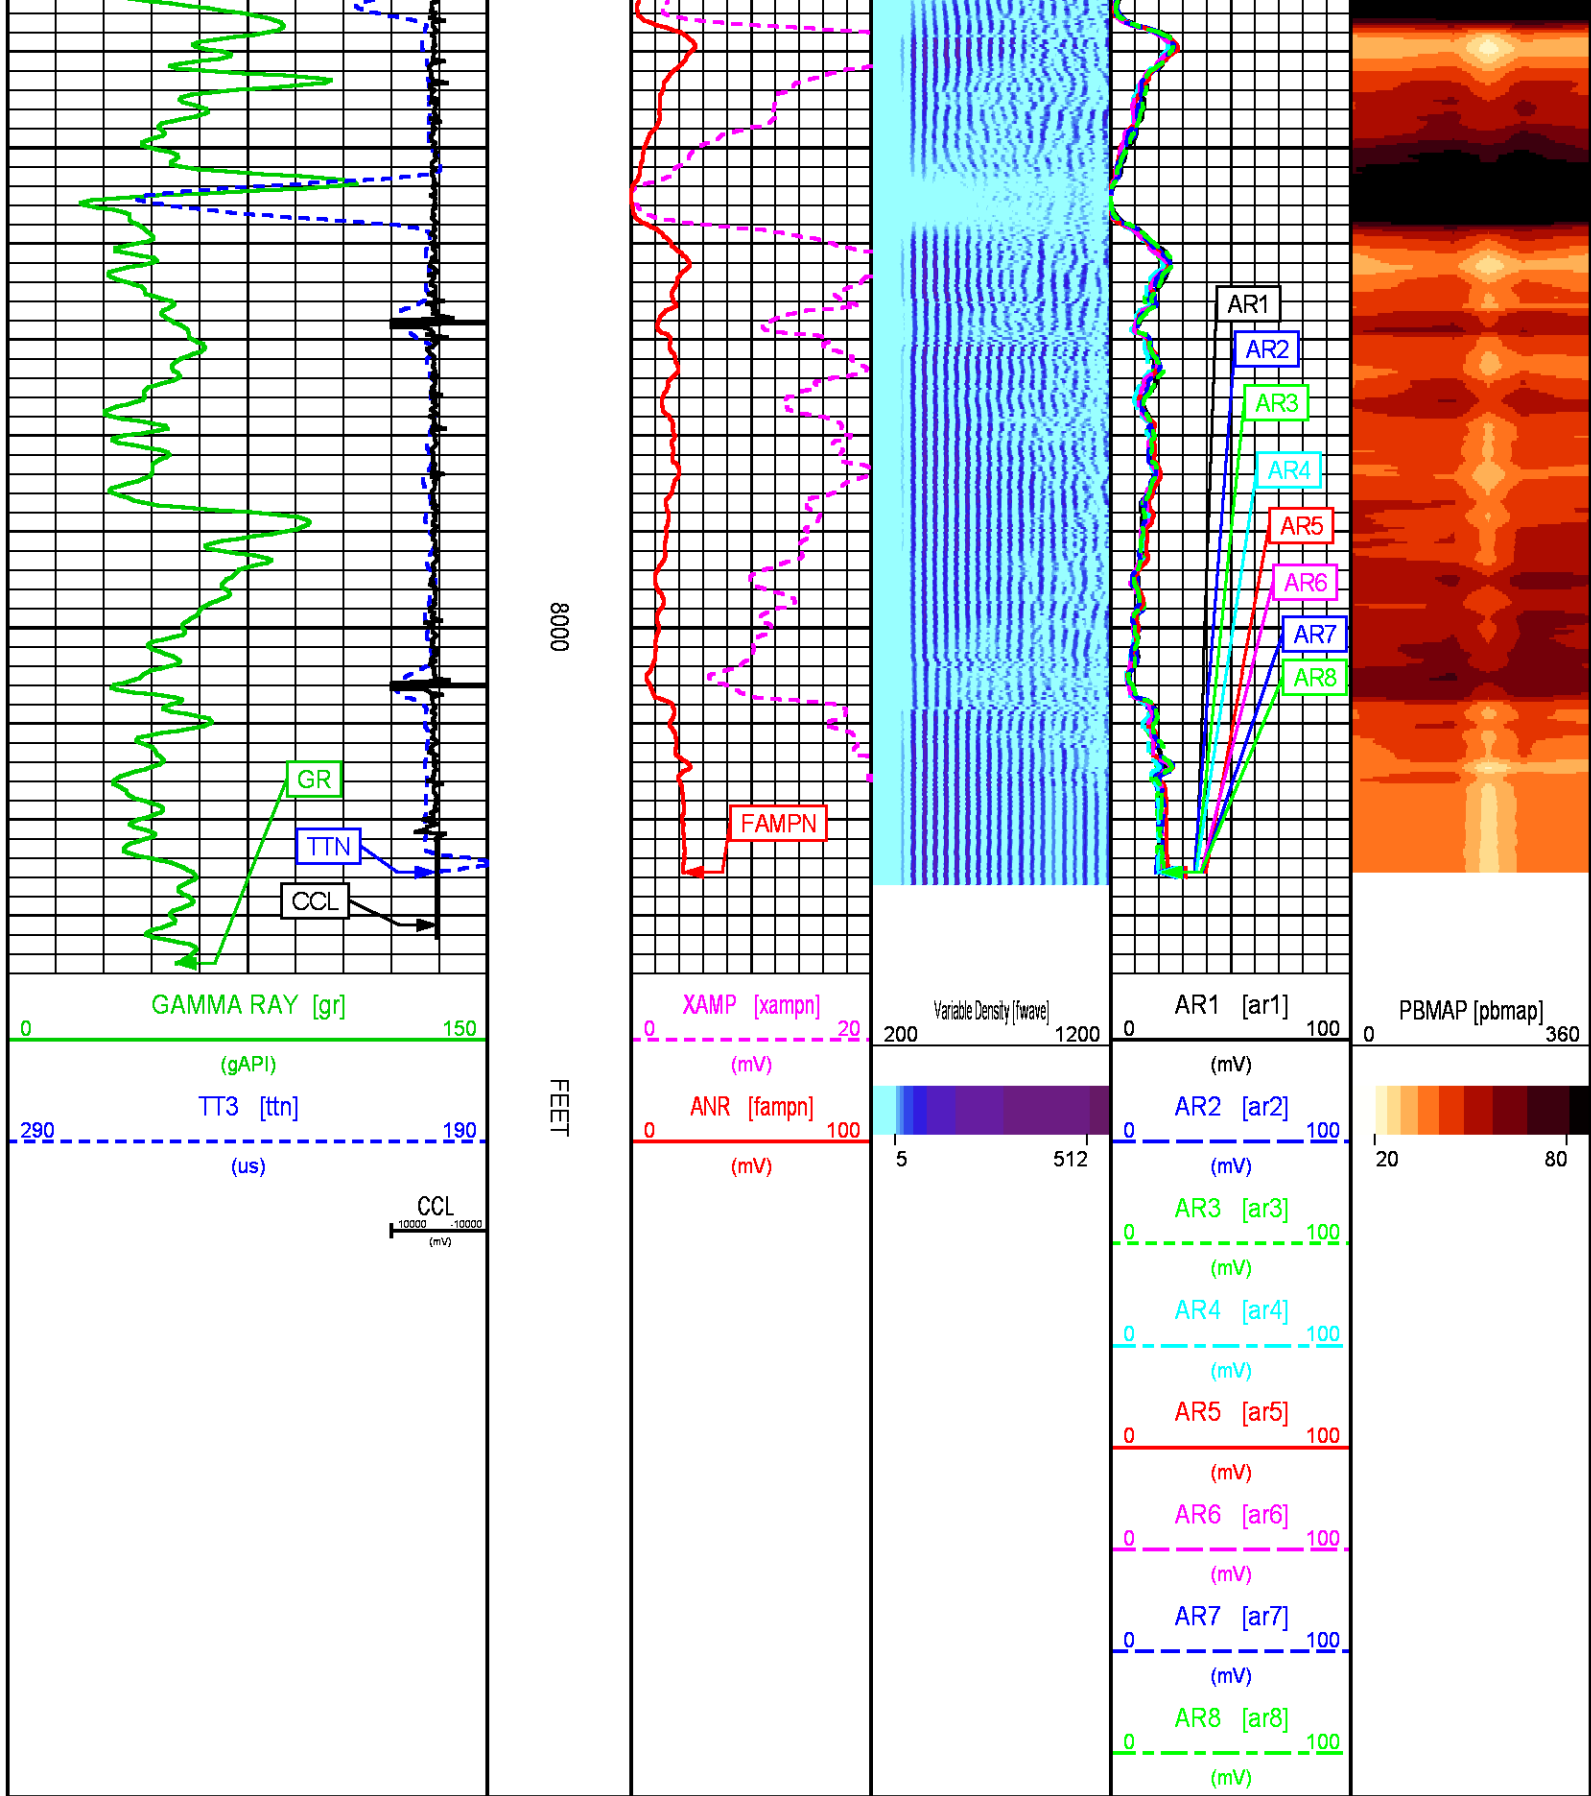 AR1
AR2
AR3
AR4
AR5
AR6
AR7
AR8
8000
GR
TTN
CCL
FAMPN
GAMMA RAY [gr]
0 150
(gAPI)
TT3 [ttn]
290 190
(us)
CCL
10000 -10000
(mV)
FEET
XAMP [xampn]
0 20
(mV)
ANR [fampn]
0 100
(mV)
Variable Density [fwave]
200 1200
5 512
AR1 [ar1]
0 100
(mV)
AR2 [ar2]
0 100
(mV)
AR3 [ar3]
0 100
(mV)
AR4 [ar4]
0 100
(mV)
AR5 [ar5]
0 100
(mV)
AR6 [ar6]
0 100
(mV)
AR7 [ar7]
0 100
(mV)
AR8 [ar8]
0 100
(mV)
PBMAP [pbmap]
0 360
20 80